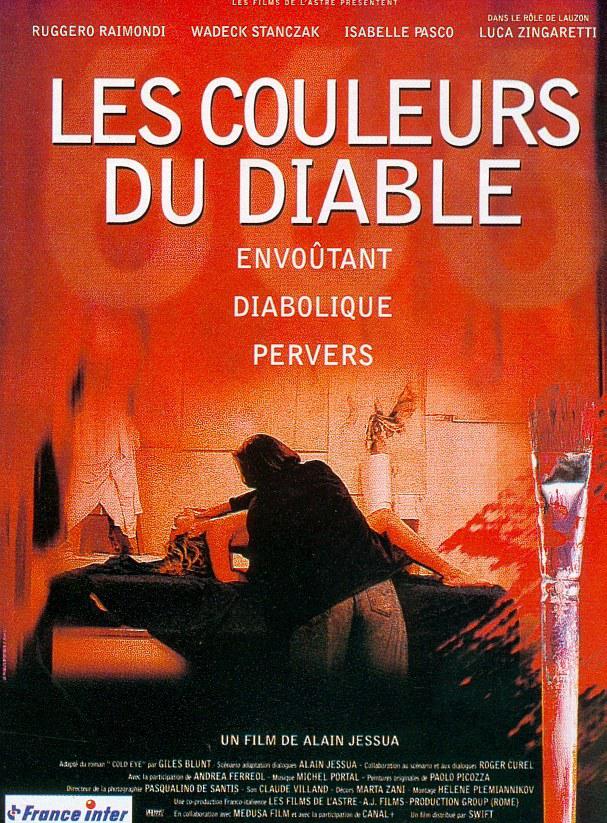 LES FILMS DE L'ASTRE PRÉSENTENT
DANS LE RÔLE DE LAUZON
RUGGERO RAIMONDI WADECK STANCZAK ISABELLE PASCO LUCA ZINGARETTI
666
LES COULEURS
DU DIABLE
ENVOÛTANT
DIABOLIQUE
PERVERS
UN FILM DE ALAIN JESSUA
Adapté du roman "COLD EYE" par GILES BLUNT - Scénario adaptation dialogues ALAIN JESSUA - Collaboration au scénario et aux dialogues ROGER CUREL
Avec la participation de ANDREA FERREOL - Musique MICHEL PORTAL - Peintures originales de PAOLO PICOZZA
Directeur de la photographie PASQUALINO DE SANTIS - Son CLAUDE VILLAND - Décors MARTA ZANI - Montage HELENE PLEMIANNIKOV
Une co-production Franco-italienne LES FILMS DE L'ASTRE - A.J. FILMS - PRODUCTION GROUP (ROME)
En collaboration avec MEDUSA FILM et avec la participation de CANAL+ Un film distribué par SWIFT
France inter